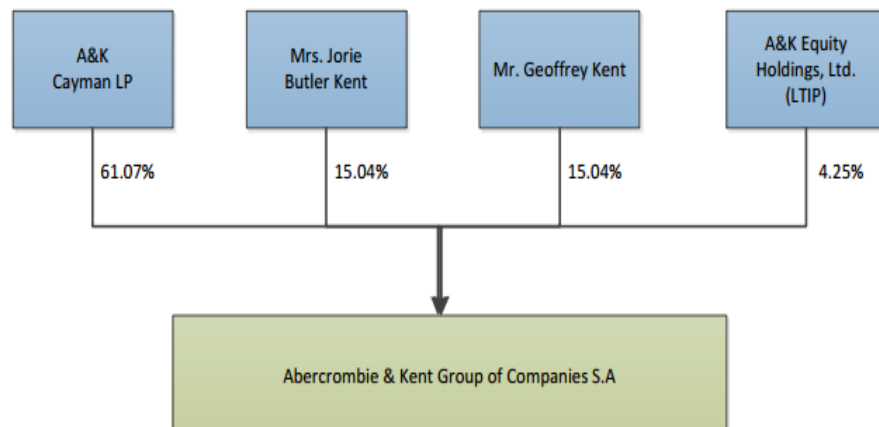 A&K
Cayman LP
Mrs. Jorie
Butler Kent
Mr. Geoffrey Kent
A&K Equity
Holdings, Ltd.
(LTIP)
61.07%
15.04%
15.04%
4.25%
Abercrombie & Kent Group of Companies S.A